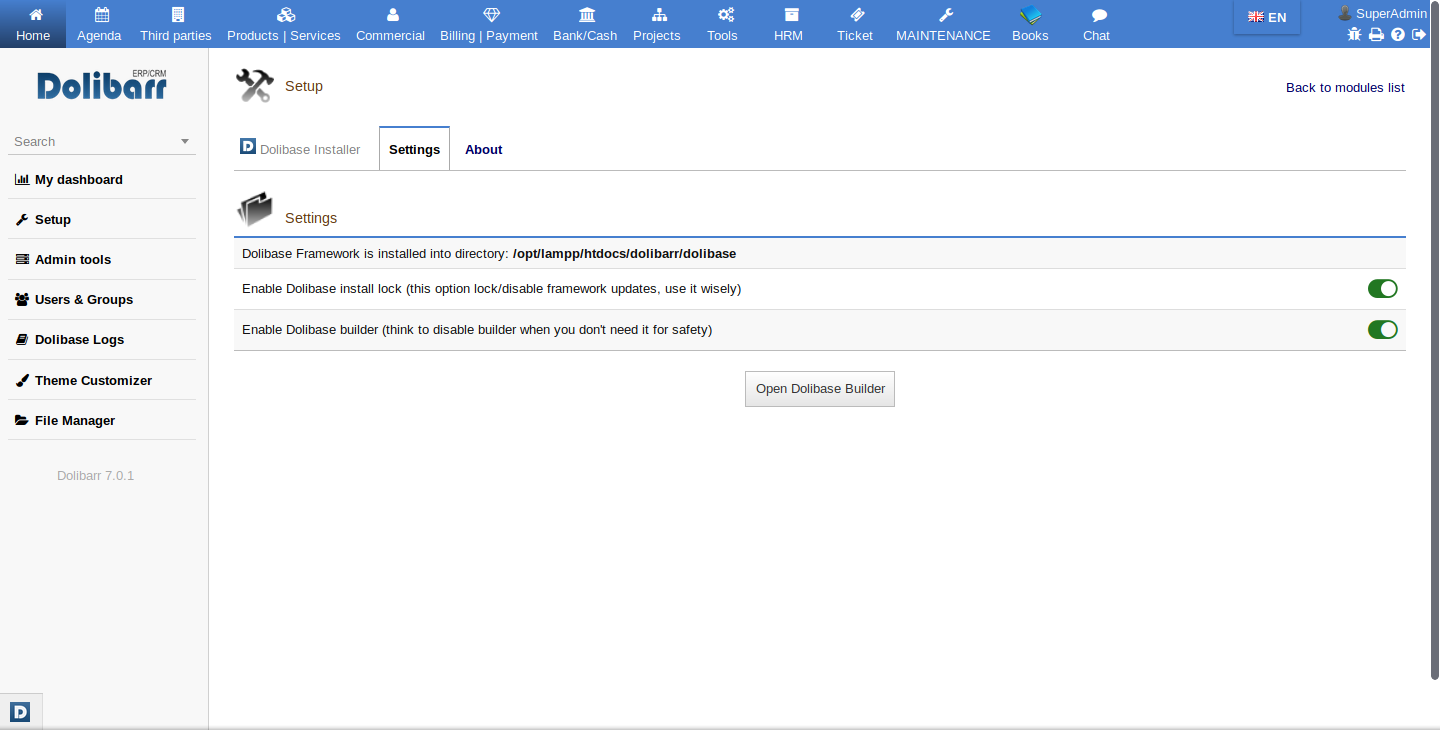 Home Agenda Third parties Products | Services Commercial Billing | Payment Bank/Cash Projects Tools HRM Ticket MAINTENANCE Books Chat EN SuperAdmin
ERP/CRM
Dolibarr
Search
My dashboard
Setup
Admin tools
Users & Groups
Dolibase Logs
Theme Customizer
File Manager
Dolibarr 7.0.1
D
Setup
Back to modules list
D Dolibase Installer Settings About
Settings
Dolibase Framework is installed into directory: /opt/lampp/htdocs/dolibarr/dolibase
Enable Dolibase install lock (this option lock/disable framework updates, use it wisely)
Enable Dolibase builder (think to disable builder when you don't need it for safety)
Open Dolibase Builder